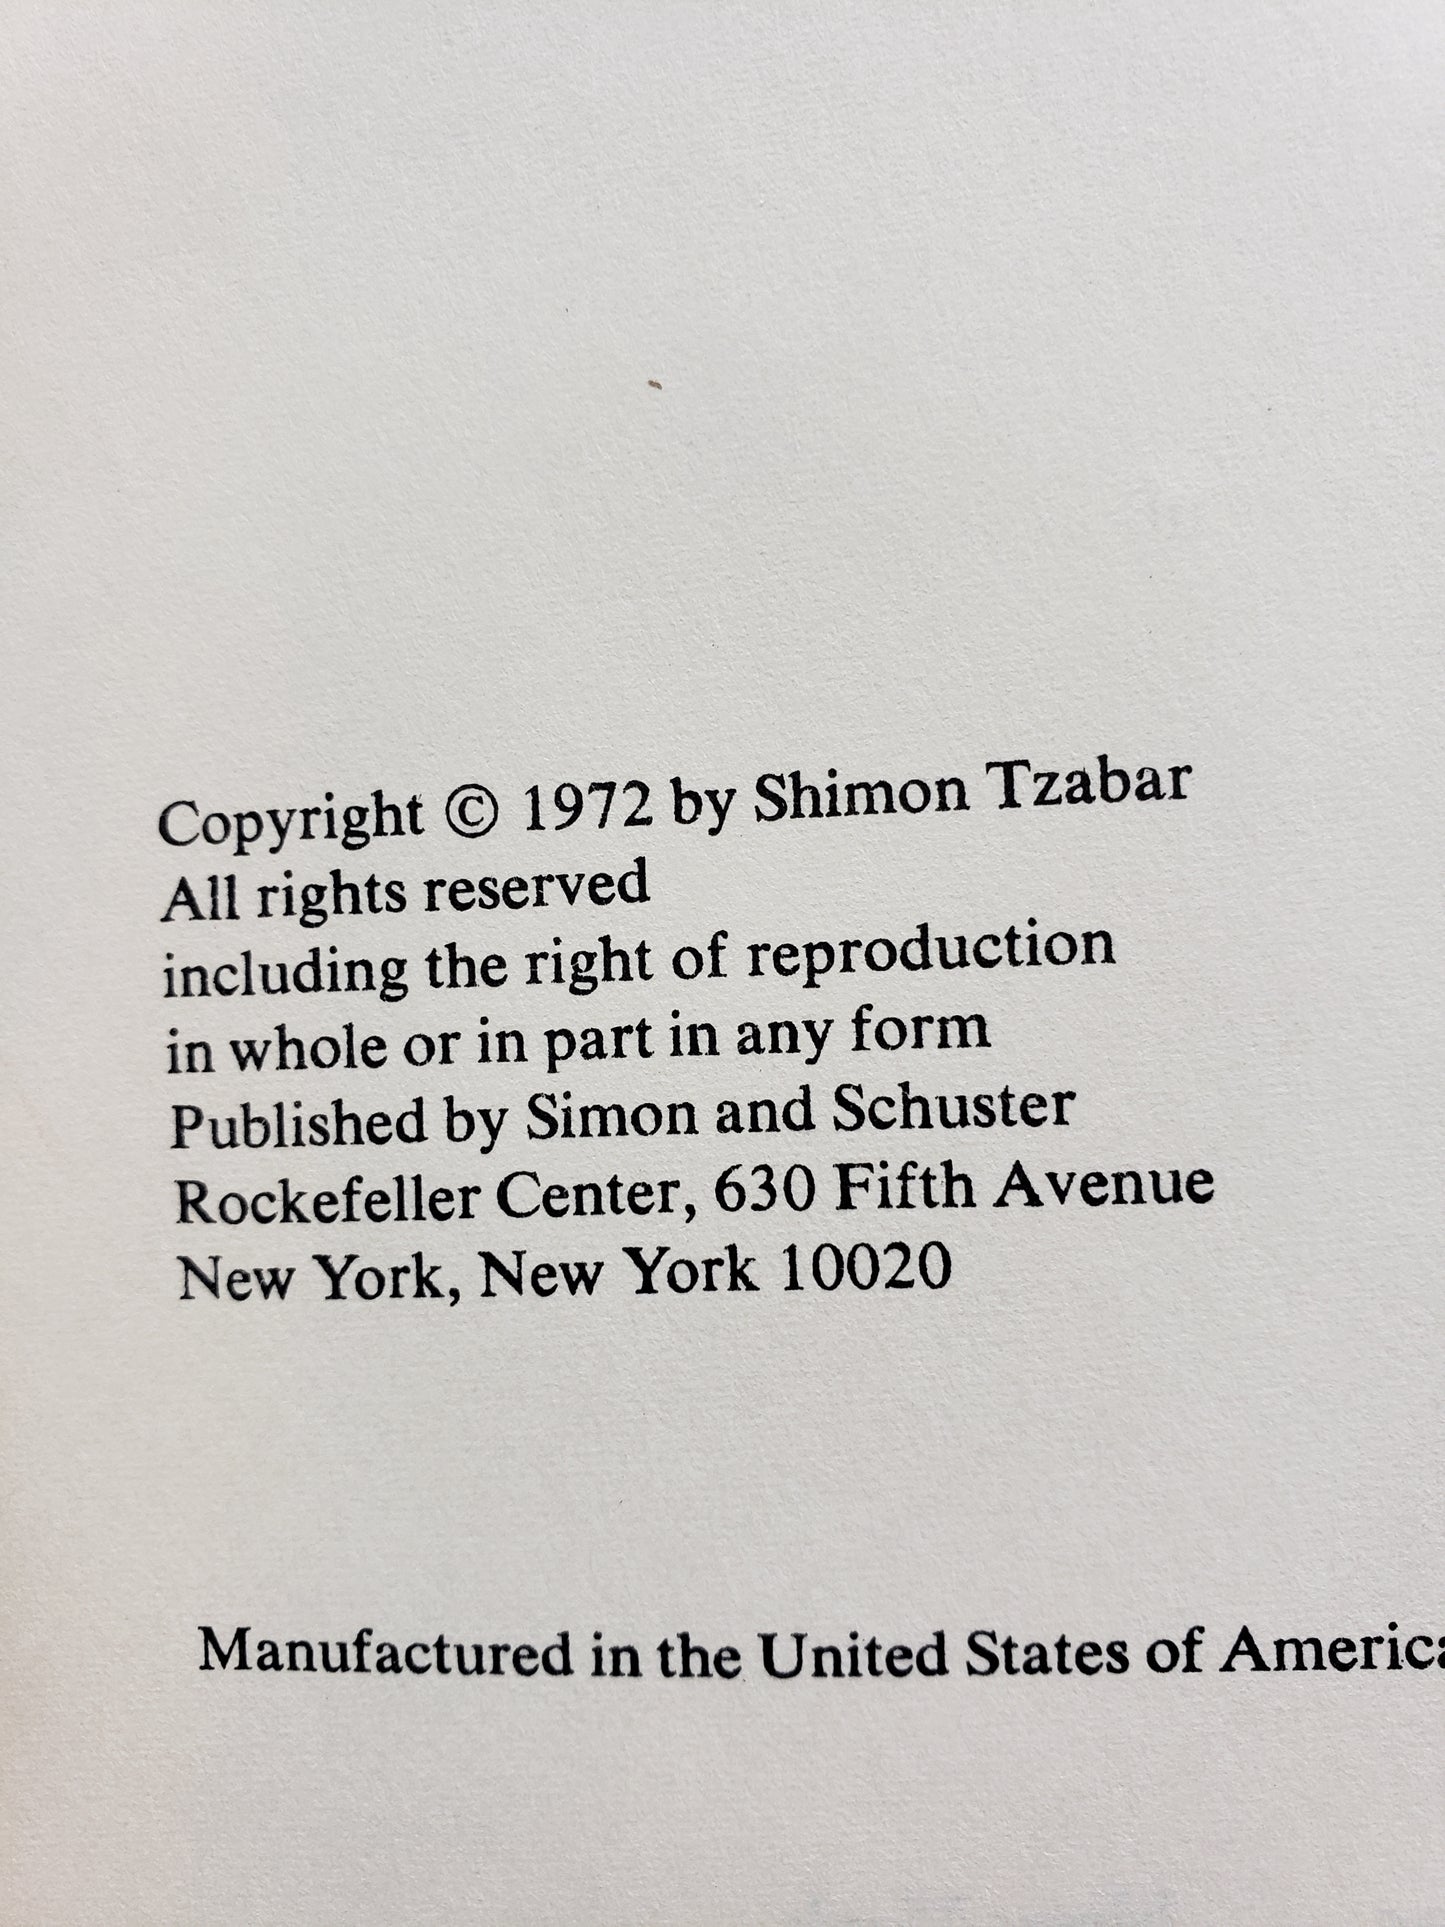 Copyright © 1972 by Shimon Tzabar
All rights reserved
including the right of reproduction
in whole or in part in any form
Published by Simon and Schuster
Rockefeller Center, 630 Fifth Avenue
New York, New York 10020
Manufactured in the United States of America